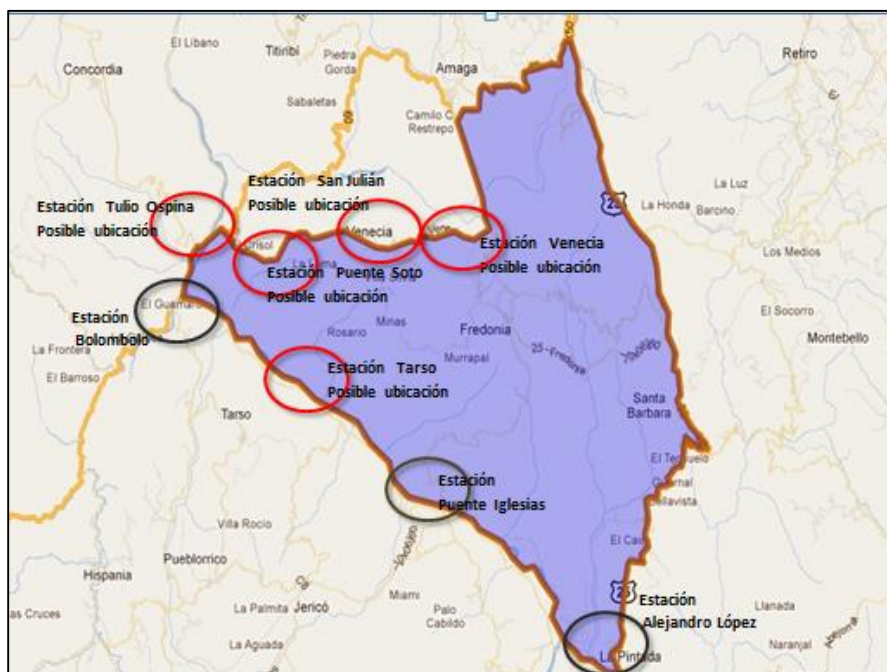 El Libano
Titiribi
Piedra
Gorda
Amaga
Retiro
Concordia
Sabaletas
60
Camilo C
Restrepo
Estación Tulio Ospina
Posible ubicación
Estación San Julián
Posible ubicación
Venecia
Estación Venecia
Posible ubicación
Estación Puente Soto
Posible ubicación
La Honda
La Luz
Barcino
Los Medios
El Socorro
Montebello
Estación
Bolombolo
La Frontera
El Barroso
Rosario
Minas
Fredonia
Murrapal
Estación Tarso
Posible ubicación
Tarso
Santa
Barbara
Estación
Puente Iglesias
Villa Rocio
Pueblorrico
Hispania
La Palmita
Jericó
Miami
Palo
Cabildo
La Aguada
25
Estación
Alejandro López
La Pintada
Llanada
Naranjal